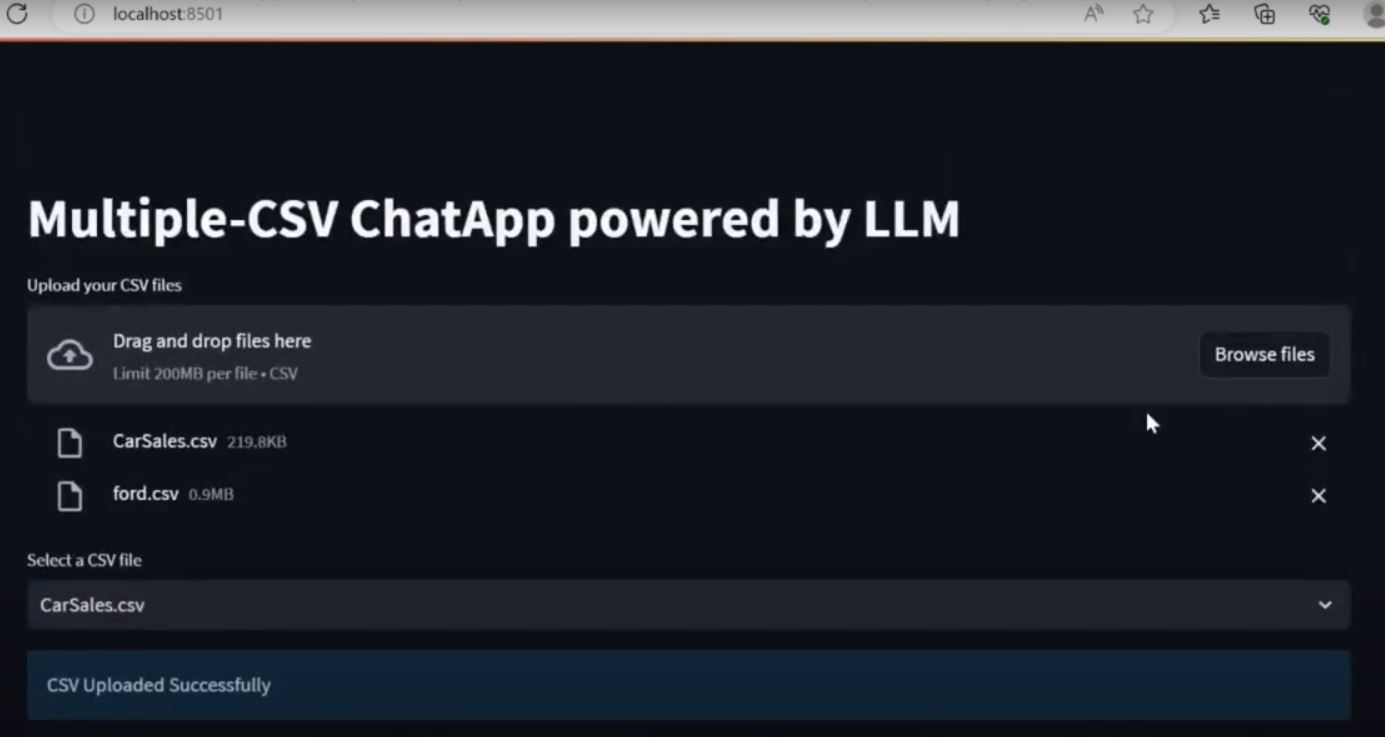 localhost:8501
Multiple-CSV ChatApp powered by LLM
Upload your CSV files
Drag and drop files here
Limit 200MB per file • CSV
Browse files
CarSales.csv 219.8KB
ford.csv 0.9MB
Select a CSV file
CarSales.csv
CSV Uploaded Successfully